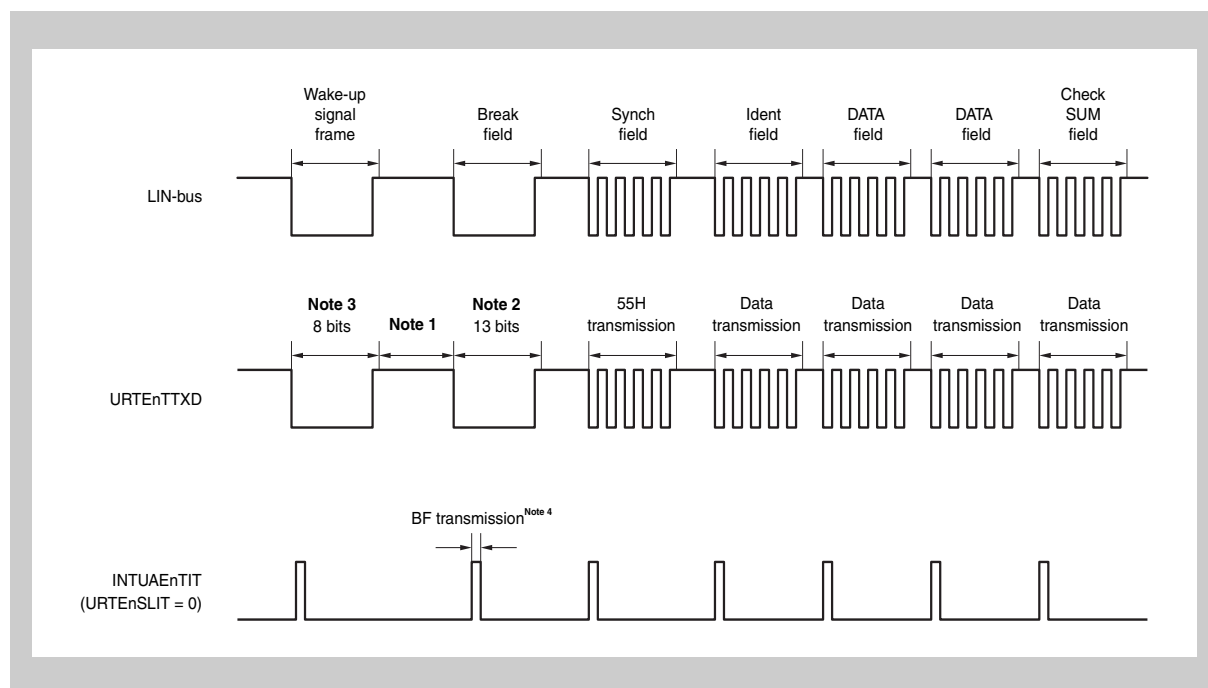 Wake-up
signal
frame
Break
field
Synch
field
Ident
field
DATA
field
DATA
field
Check
SUM
field
LIN-bus
Note 3
8 bits
Note 1
Note 2
13 bits
55H
transmission
Data
transmission
Data
transmission
Data
transmission
Data
transmission
URTEnTTXD
BF transmission Note 4
INTUAEnTIT
(URTEnSLIT = 0)